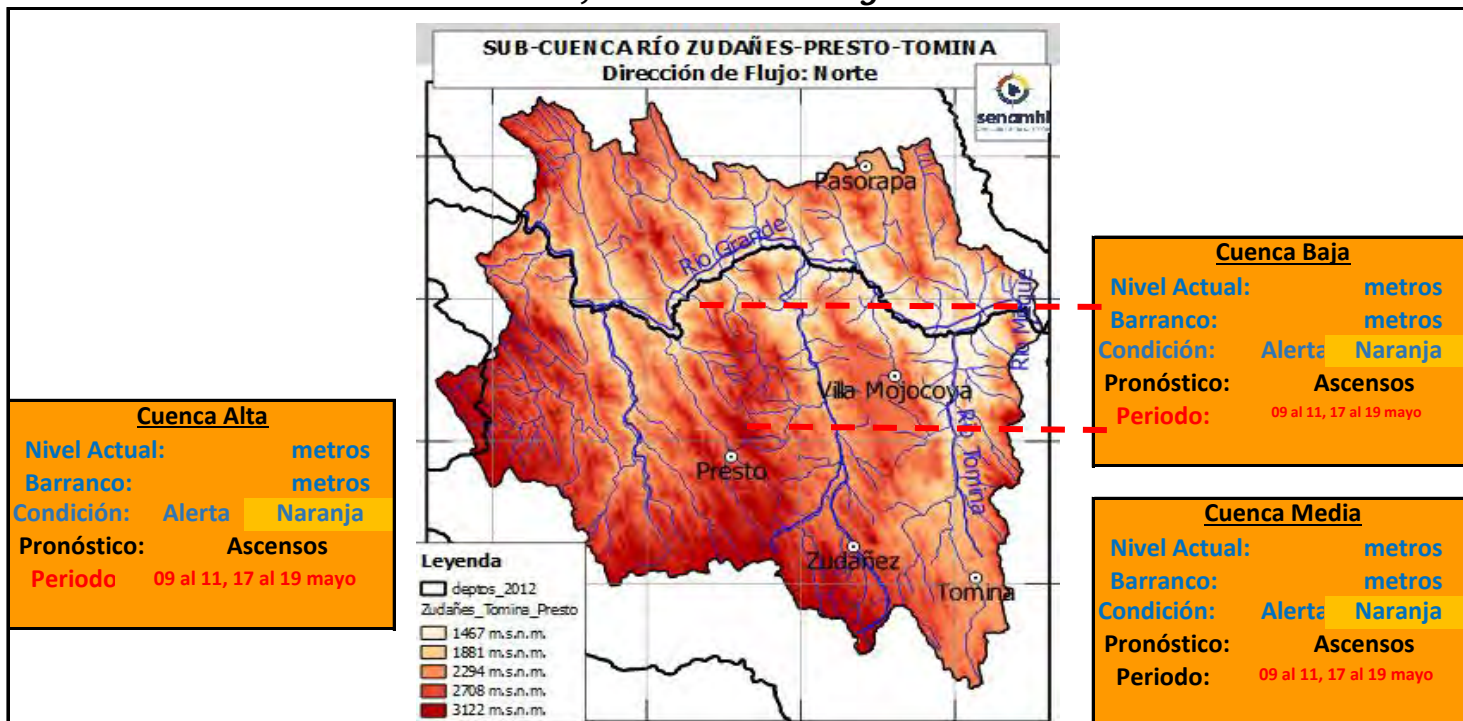 SUB-CUENCA RÍO ZUDAÑES-PRESTO-TOMINA
Dirección de Flujo: Norte
senamhi
Pasorapa
Rio Grande
Villa Mojocoya
Río Tomina
Presto
Zudañez
Tomina
Cuenca Alta
Nivel Actual: metros
Barranco: metros
Condición: Alerta Naranja
Pronóstico: Ascensos
Periodo 09 al 11, 17 al 19 mayo
Leyenda
deptos_2012
Zudañes_Tomina_Presto
1467 m.s.n.m.
1881 m.s.n.m.
2294 m.s.n.m.
2708 m.s.n.m.
3122 m.s.n.m.
Cuenca Baja
Nivel Actual: metros
Barranco: metros
Condición: Alerta Naranja
Pronóstico: Ascensos
Periodo: 09 al 11, 17 al 19 mayo
Cuenca Media
Nivel Actual: metros
Barranco: metros
Condición: Alerta Naranja
Pronóstico: Ascensos
Periodo: 09 al 11, 17 al 19 mayo